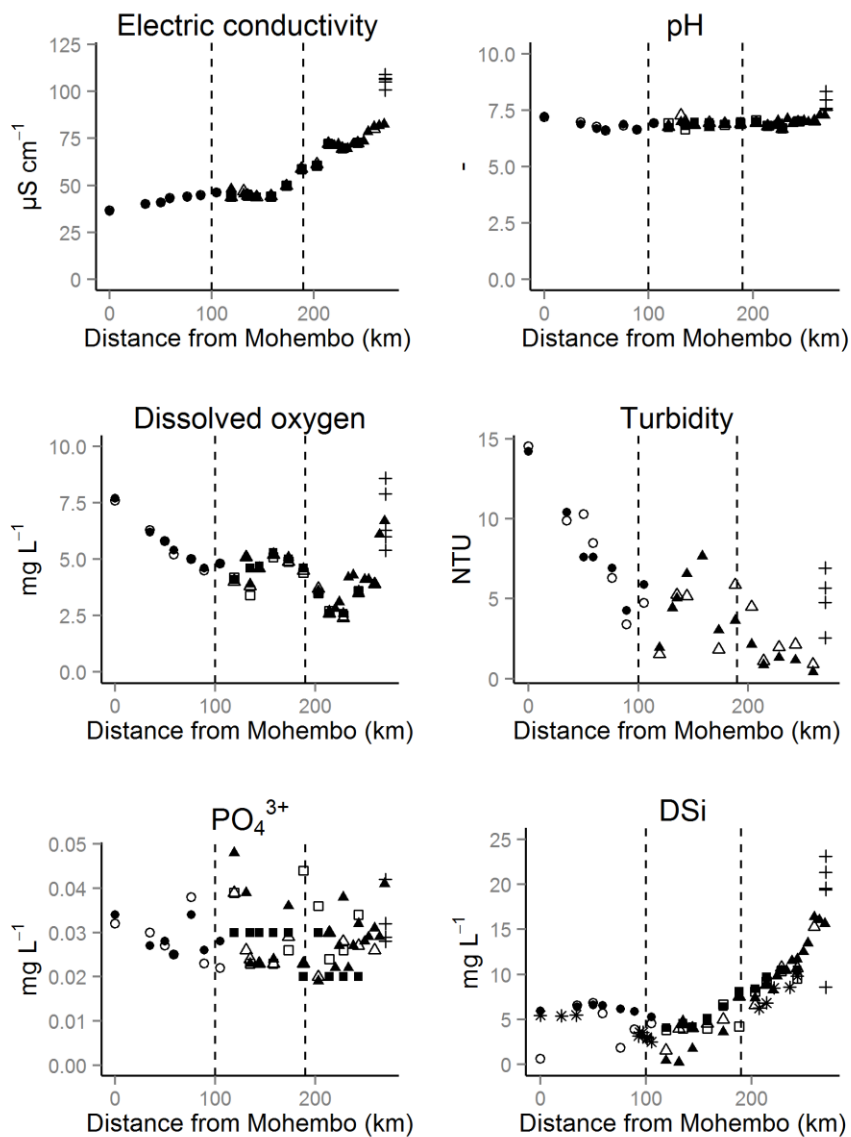 Electric conductivity
125
100
75
50
25
0
µS cm⁻¹
0 100 200
Distance from Mohembo (km)
pH
10.0
7.5
5.0
2.5
0.0
-
0 100 200
Distance from Mohembo (km)
Dissolved oxygen
10.0
7.5
5.0
2.5
0.0
mg L⁻¹
0 100 200
Distance from Mohembo (km)
Turbidity
15
10
5
0
NTU
0 100 200
Distance from Mohembo (km)
PO₄³⁺
0.05
0.04
0.03
0.02
0.01
0.00
mg L⁻¹
0 100 200
Distance from Mohembo (km)
DSi
25
20
15
10
5
0
mg L⁻¹
0 100 200
Distance from Mohembo (km)